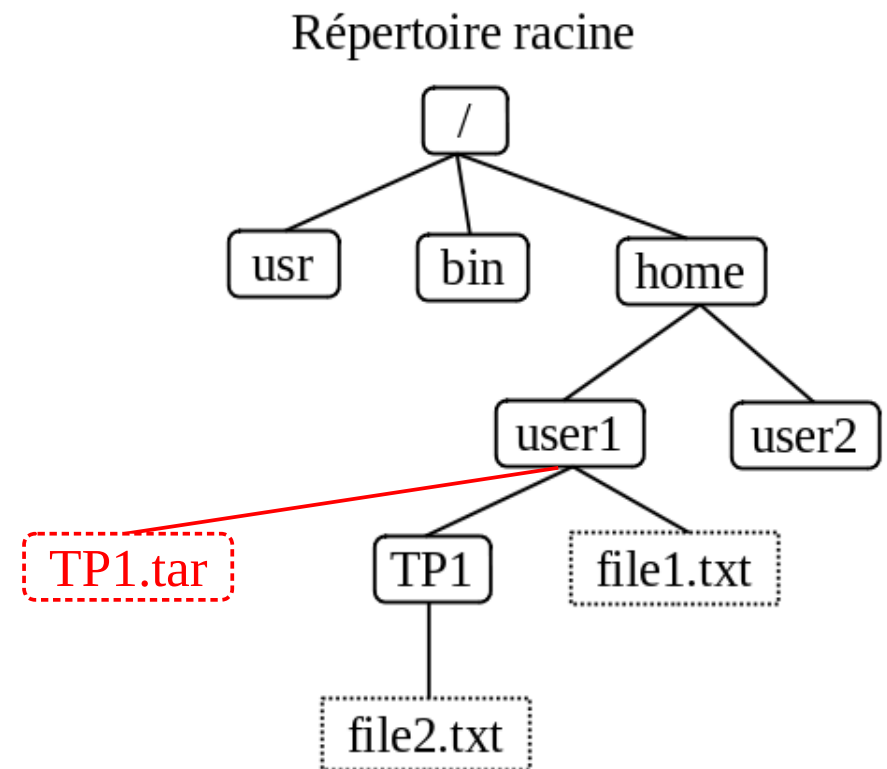 Répertoire racine
/
usr
bin
home
user1
user2
TP1.tar
TP1
file1.txt
file2.txt